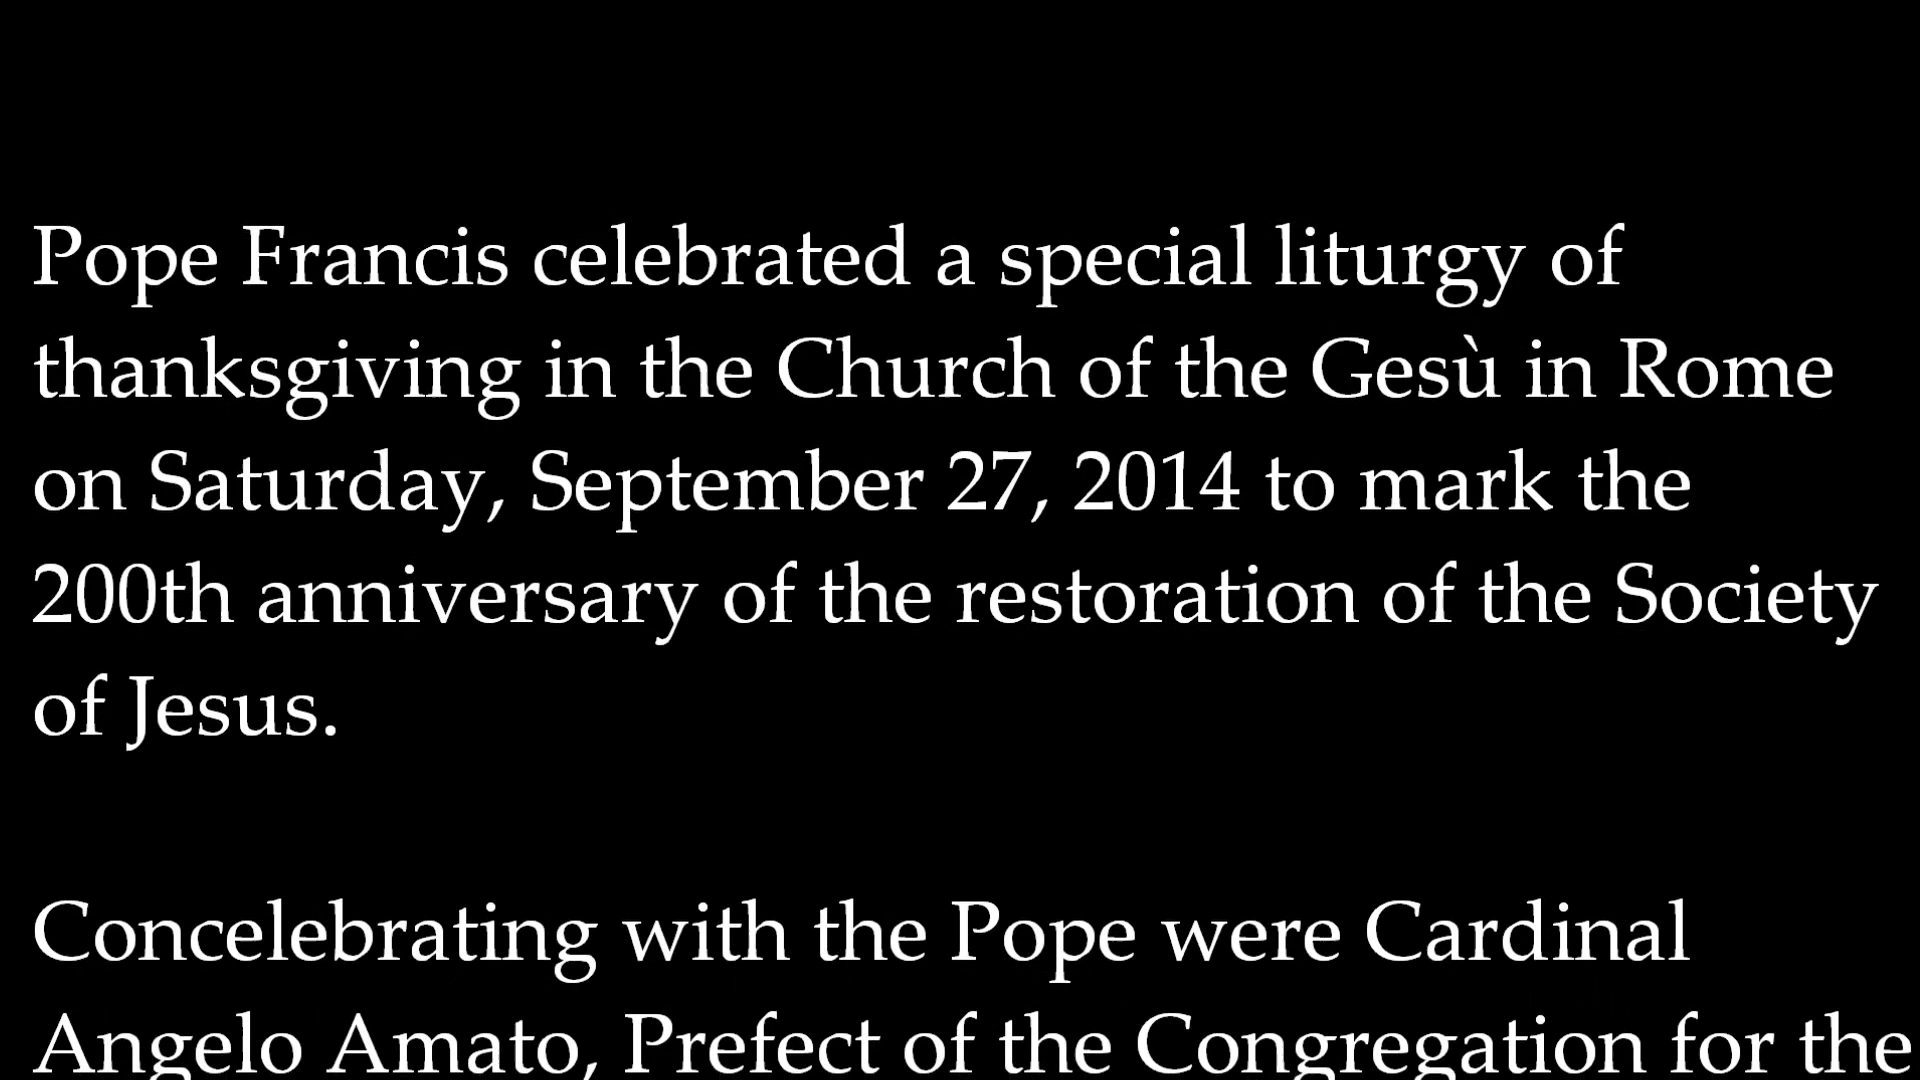 Pope Francis celebrated a special liturgy of
thanksgiving in the Church of the Gesù in Rome
on Saturday, September 27, 2014 to mark the
200th anniversary of the restoration of the Society
of Jesus.
Concelebrating with the Pope were Cardinal
Angelo Amato, Prefect of the Congregation for the